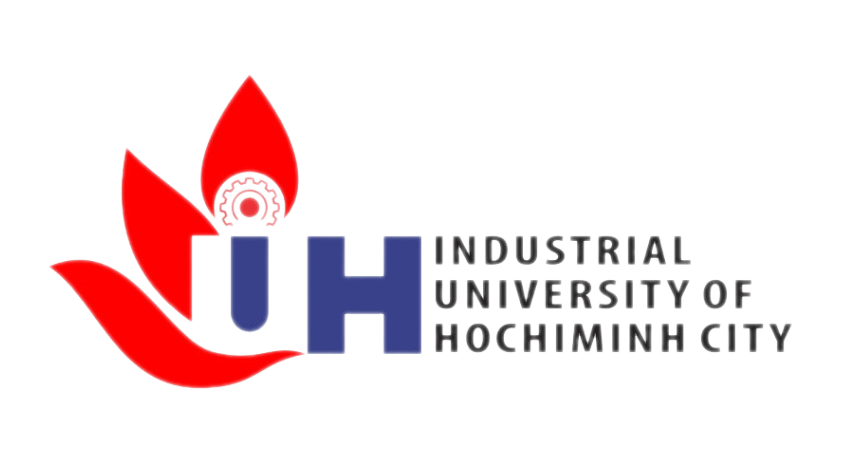 IUH
INDUSTRIAL
UNIVERSITY OF
HOCHIMINH CITY